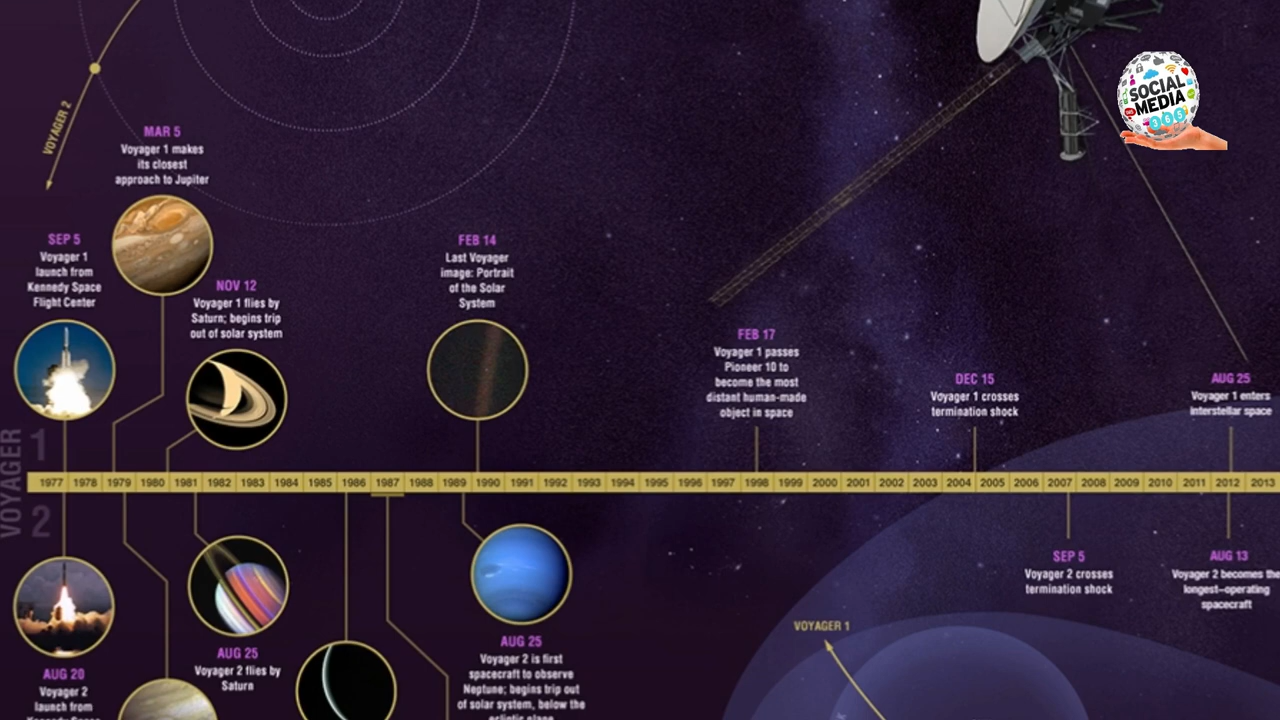 SOCIAL
MEDIA
VOYAGER 2
MAR 5
Voyager 1 makes
its closest
approach to Jupiter
SEP 5
Voyager 1
launch from
Kennedy Space
Flight Center
NOV 12
Voyager 1 flies by
Saturn; begins trip
out of solar system
FEB 14
Last Voyager
image: Portrait
of the Solar
System
FEB 17
Voyager 1 passes
Pioneer 10 to
become the most
distant human-made
object in space
DEC 15
Voyager 1 crosses
termination shock
AUG 25
Voyager 1 enters
interstellar space
VOYAGER
1
2
1977 1978 1979 1980 1981 1982 1983 1984 1985 1986 1987 1988 1989 1990 1991 1992 1993 1994 1995 1996 1997 1998 1999 2000 2001 2002 2003 2004 2005 2006 2007 2008 2009 2010 2011 2012 2013
SEP 5
Voyager 2 crosses
termination shock
AUG 13
Voyager 2 becomes the
longest-operating
spacecraft
AUG 20
Voyager 2
launch from
AUG 25
Voyager 2 flies by
Saturn
AUG 25
Voyager 2 is first
spacecraft to observe
Neptune; begins trip out
of solar system, below the
VOYAGER 1